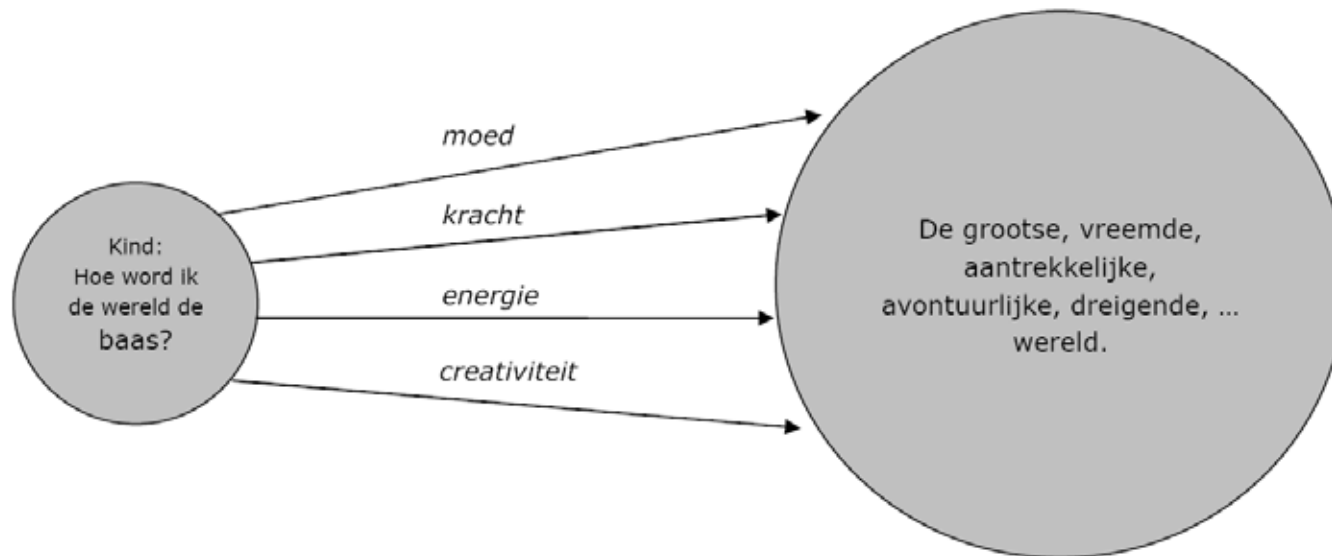 moed
kracht
energie
creativiteit
Kind:
Hoe word ik
de wereld de
baas?
De grootse, vreemde,
aantrekkelijke,
avontuurlijke, dreigende, ...
wereld.